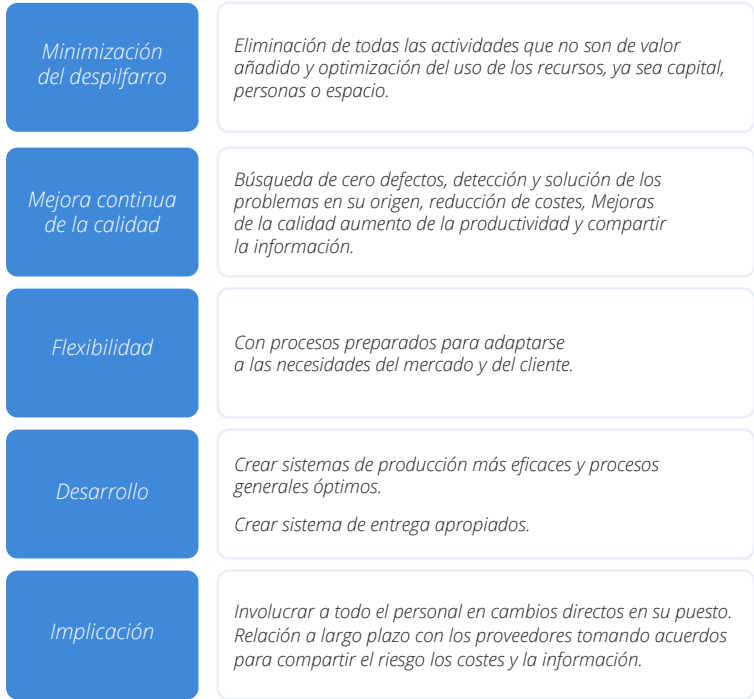 Minimización
del despilfarro
Eliminación de todas las actividades que no son de valor
añadido y optimización del uso de los recursos, ya sea capital,
personas o espacio.
Mejora continua
de la calidad
Búsqueda de cero defectos, detección y solución de los
problemas en su origen, reducción de costes, Mejoras
de la calidad aumento de la productividad y compartir
la información.
Flexibilidad
Con procesos preparados para adaptarse
a las necesidades del mercado y del cliente.
Desarrollo
Crear sistemas de producción más eficaces y procesos
generales óptimos.
Crear sistema de entrega apropiados.
Implicación
Involucrar a todo el personal en cambios directos en su puesto.
Relación a largo plazo con los proveedores tomando acuerdos
para compartir el riesgo los costes y la información.